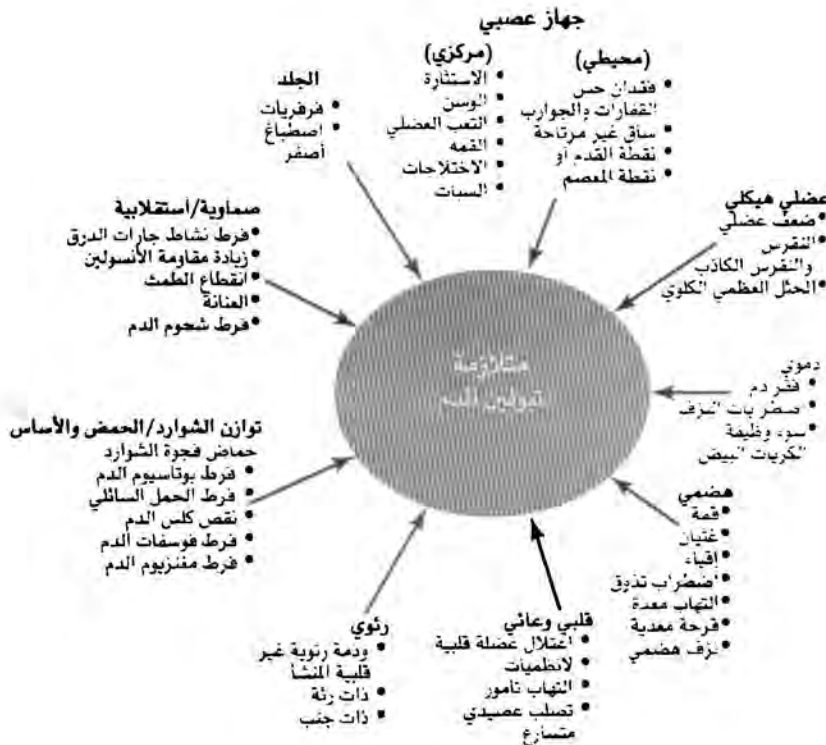 جهاز عصبي
(محيطي)
• فقدان حس
القفازات والجوارب
• ساق غير مرتاحة
• نقطة القدم أو
نقطة المعصم
(مركزي)
• الاستثارة
• الوسن
• التعب العضلي
• القمه
• الاختلاجات
• السبات
الجلد
• فرفريات
• اصطباغ
أصفر
صماوية/استقلابية
• فرط نشاط جارات الدرق
• زيادة مقاومة الأنسولين
• انقطاع الطمث
• العنانة
• فرط شحوم الدم
توازن الشوارد/الحمض والأساس
حماض فجوة الشوارد
• فرط بوتاسيوم الدم
• فرط الحمل السائلي
• نقص كلس الدم
• فرط فوسفات الدم
• فرط مغنزيوم الدم
رئوي
• وذمة رئوية غير
قلبية المنشأ
• ذات رئة
• ذات جنب
قلبي وعائي
• اعتلال عضلة قلبية
• لانظميات
• التهاب تامور
• تصلب عصيدي
متسارع
هضمي
• قمة
• غثيان
• إقياء
• اضطراب تذوق
• التهاب معدة
• قرحة معدية
• نزف هضمي
دموي
• فقر دم
• اضطرابات النزف
• سوء وظيفة
الكريات البيض
عضلي هيكلي
• ضعف عضلي
• النقرس
والنقرس الكاذب
• الحثل العظمي الكلوي
متلازمة
تبولن الدم